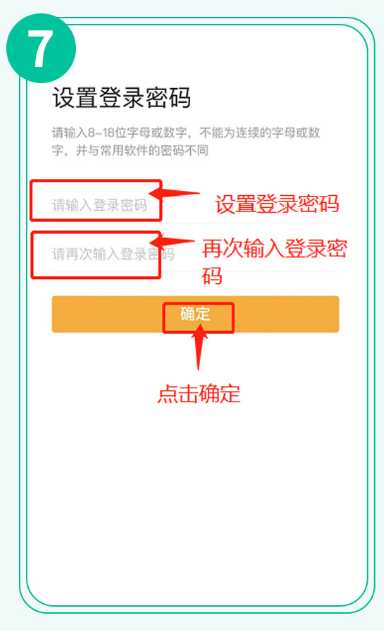 7
设置登录密码
请输入8-18位字母或数字，不能为连续的字母或数
字，并与常用软件的密码不同
请输入登录密码
设置登录密码
请再次输入登录密码
再次输入登录密
码
确定
点击确定